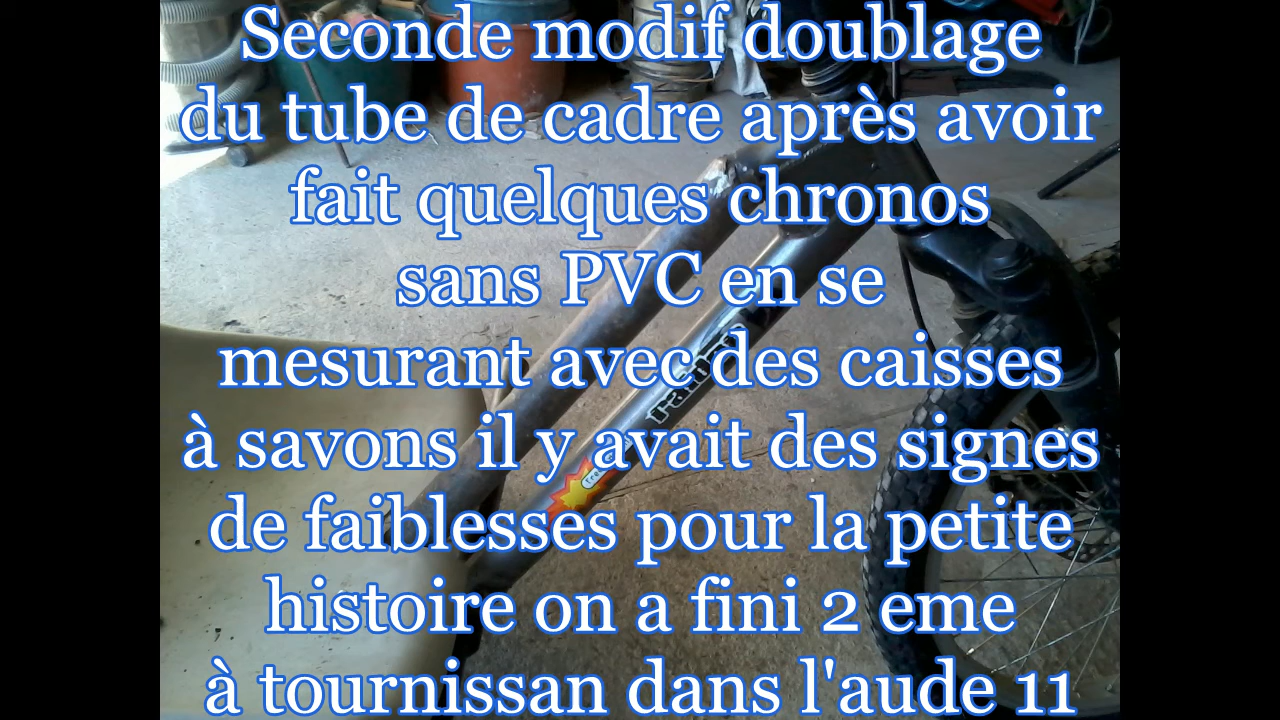 Seconde modif doublage
du tube de cadre après avoir
fait quelques chronos
sans PVC en se
mesurant avec des caisses
à savons il y avait des signes
de faiblesses pour la petite
histoire on a fini 2 eme
à tournissan dans l'aude 11